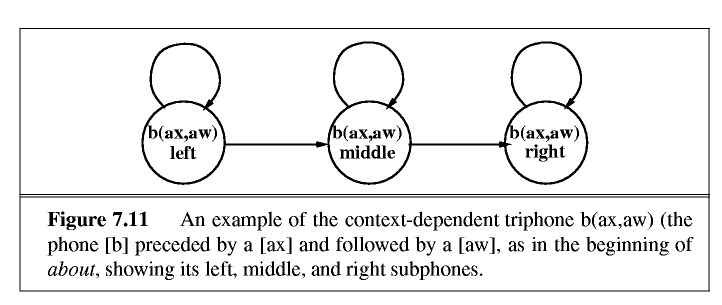 b(ax,aw) b(ax,aw) b(ax,aw)
left middle right
Figure 7.11 An example of the context-dependent triphone b(ax,aw) (the
phone [b] preceded by a [ax] and followed by a [aw], as in the beginning of
about, showing its left, middle, and right subphones.